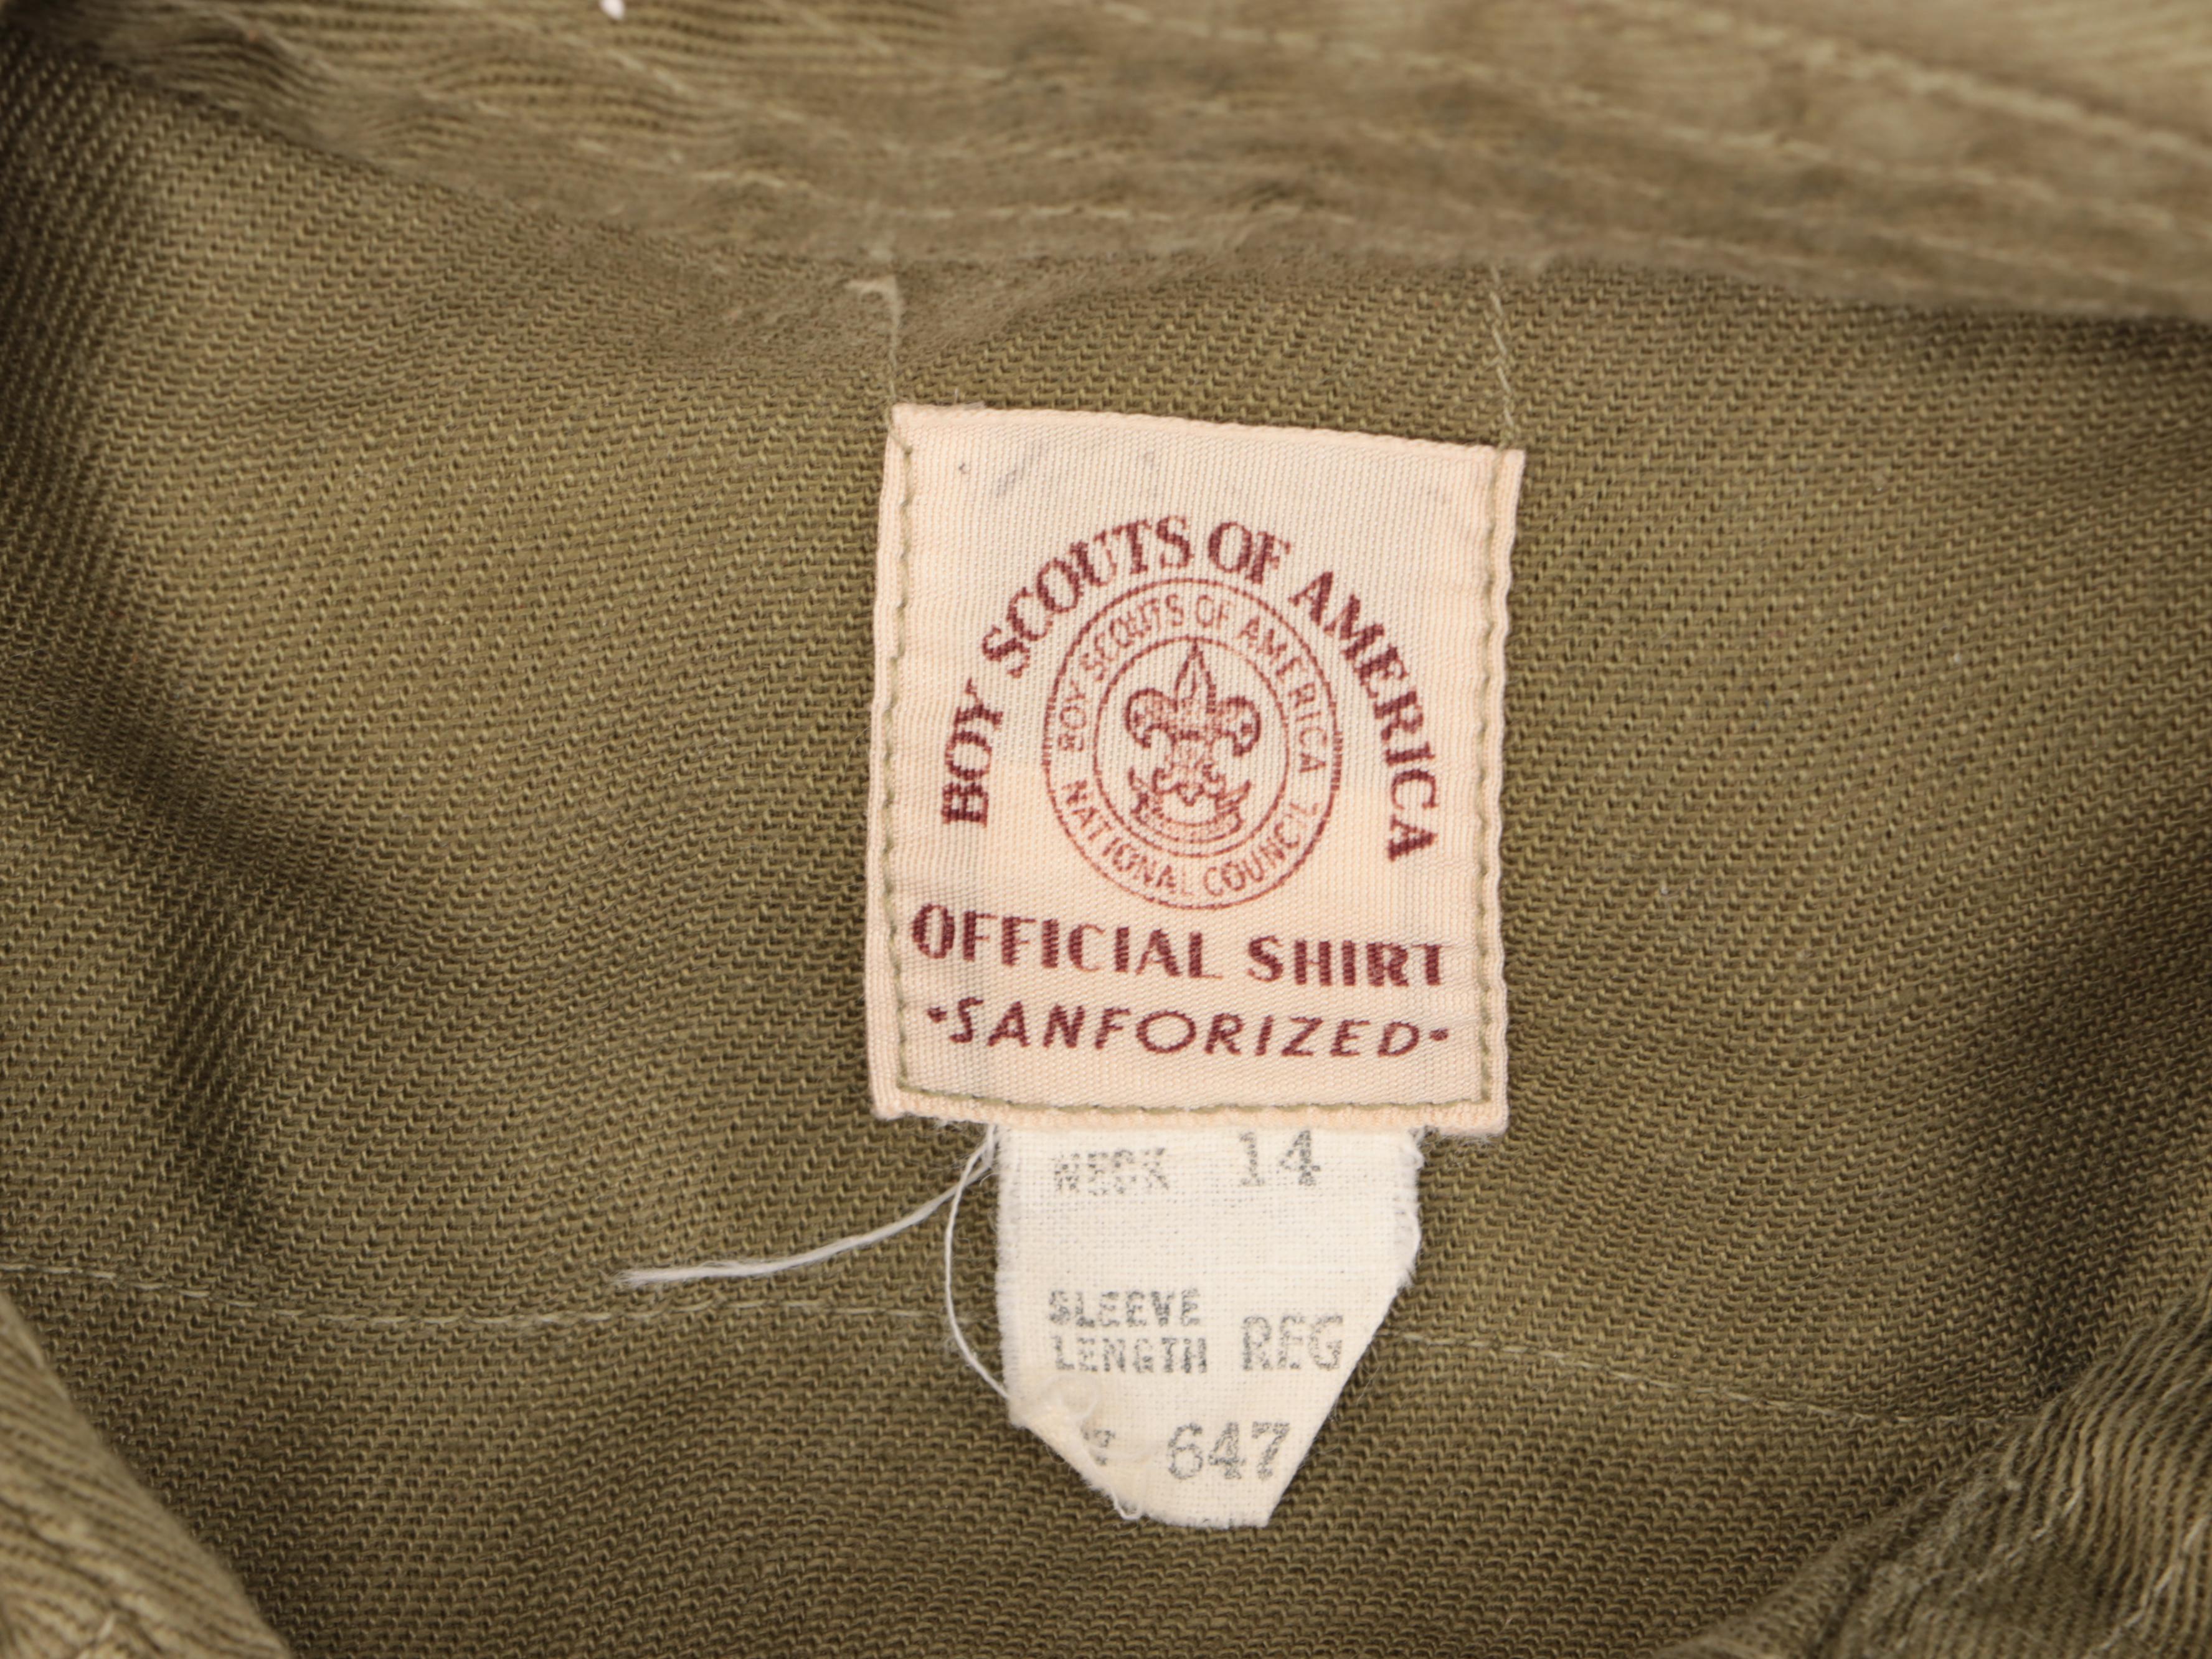 BOY SCOUTS OF AMERICA
BOY SCOUTS OF AMERICA
NATIONAL COUNCIL
OFFICIAL SHIRT
•SANFORIZED•
NECK 14
SLEEVE
LENGTH REG
647